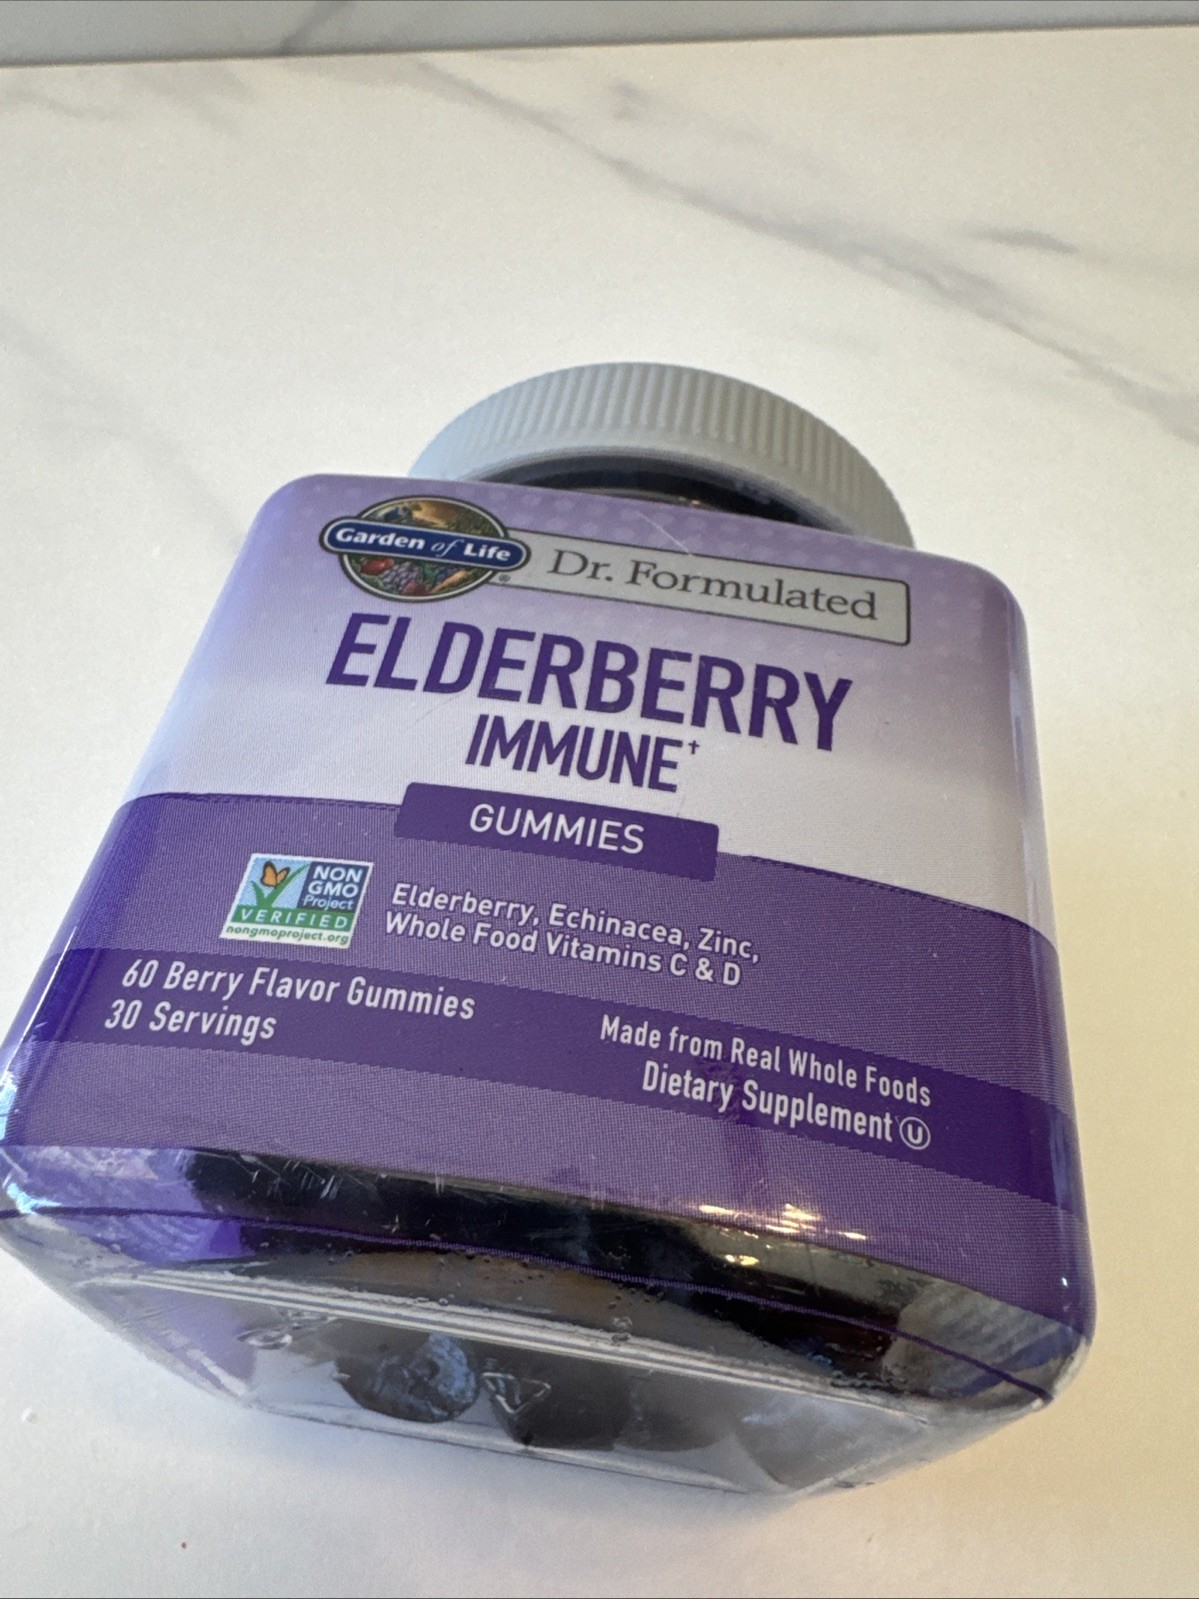 Garden of Life®
Dr. Formulated
ELDERBERRY
IMMUNE†
GUMMIES
NON
GMO
Project
VERIFIED
nongmoproject.org
Elderberry, Echinacea, Zinc,
Whole Food Vitamins C & D
60 Berry Flavor Gummies
30 Servings
Made from Real Whole Foods
Dietary Supplement Ⓤ